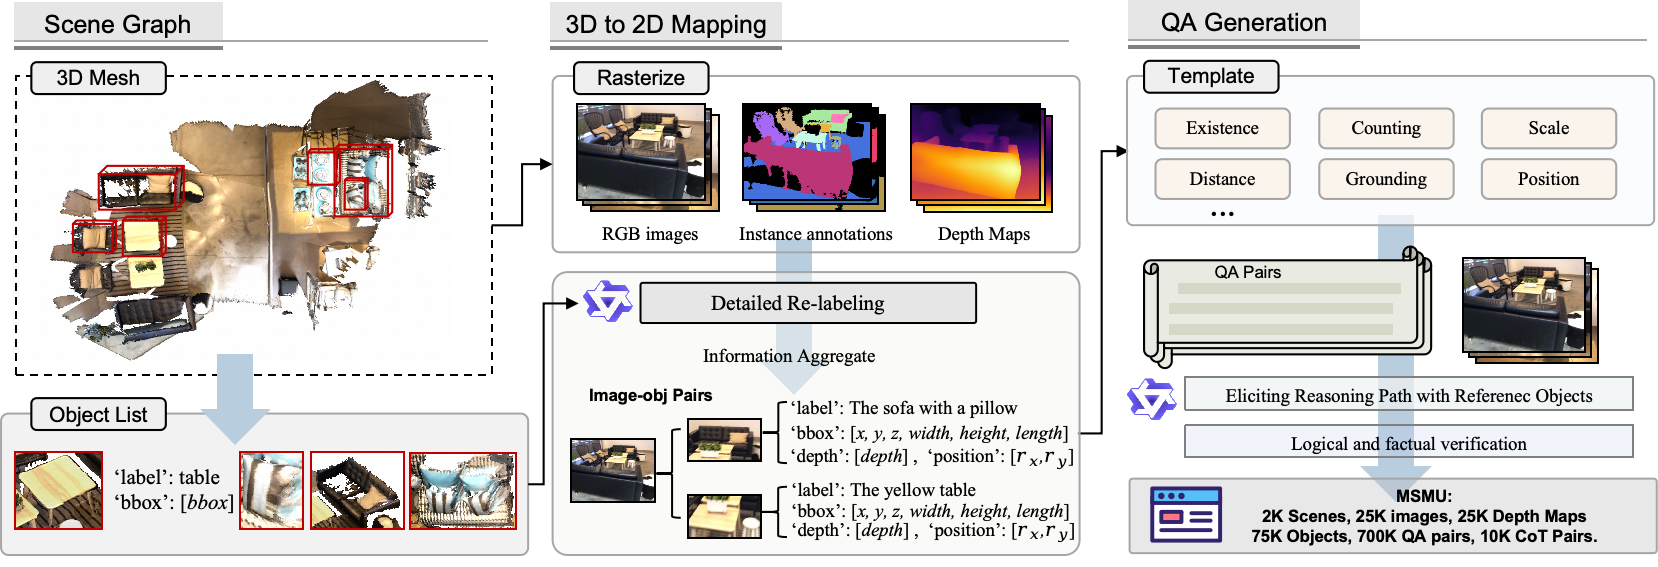 Scene Graph
3D Mesh
Object List
‘label’: table
‘bbox’: [bbox]
3D to 2D Mapping
Rasterize
RGB images
Instance annotations
Depth Maps
Detailed Re-labeling
Information Aggregate
Image-obj Pairs
‘label’: The sofa with a pillow
‘bbox’: [x, y, z, width, height, length]
‘depth’: [depth] , ‘position’: [rx,ry]
‘label’: The yellow table
‘bbox’: [x, y, z, width, height, length]
‘depth’: [depth] , ‘position’: [rx,ry]
QA Generation
Template
Existence
Counting
Scale
Distance
Grounding
Position
...
QA Pairs
Eliciting Reasoning Path with Referenec Objects
Logical and factual verification
MSMU:
2K Scenes, 25K images, 25K Depth Maps
75K Objects, 700K QA pairs, 10K CoT Pairs.